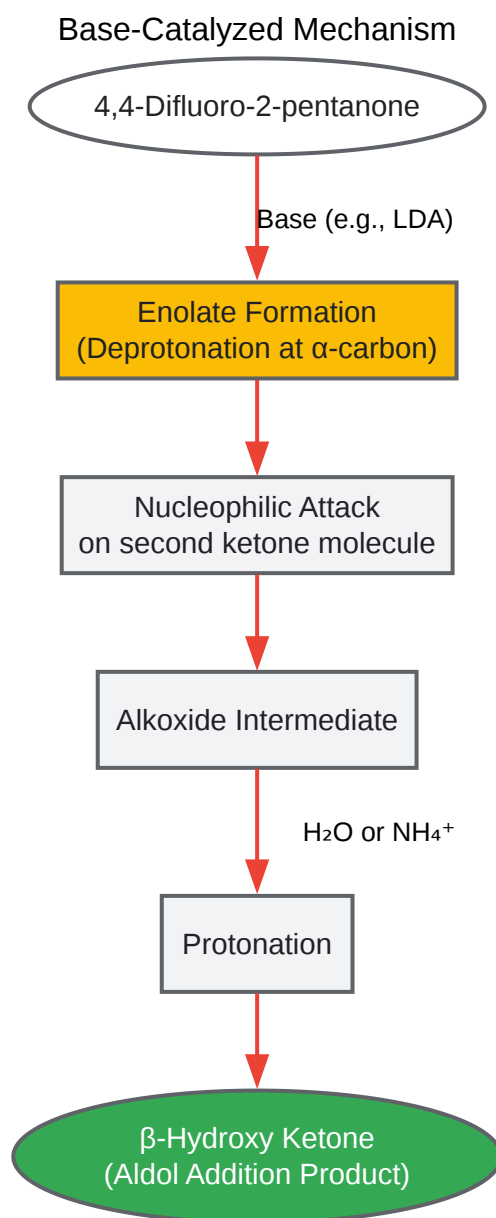 Base-Catalyzed Mechanism
4,4-Difluoro-2-pentanone
Base (e.g., LDA)
Enolate Formation
(Deprotonation at α-carbon)
Nucleophilic Attack
on second ketone molecule
Alkoxide Intermediate
H₂O or NH₄⁺
Protonation
β-Hydroxy Ketone
(Aldol Addition Product)